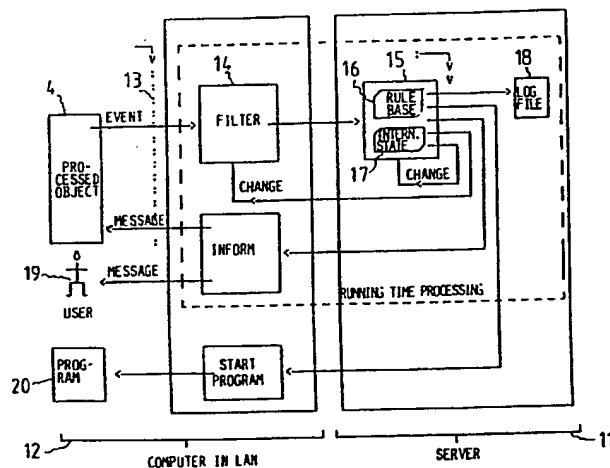 4
EVENT
PRO-
CESSED
OBJECT
13
14
FILTER
CHANGE
15
16
RULE
BASE
INTERN.
STATE
17
CHANGE
18
LOG
FILE
MESSAGE
MESSAGE
INFORM
19
USER
RUNNING TIME PROCESSING
20
PROG-
RAM
START
PROGRAM
12
COMPUTER IN LAN
SERVER
11